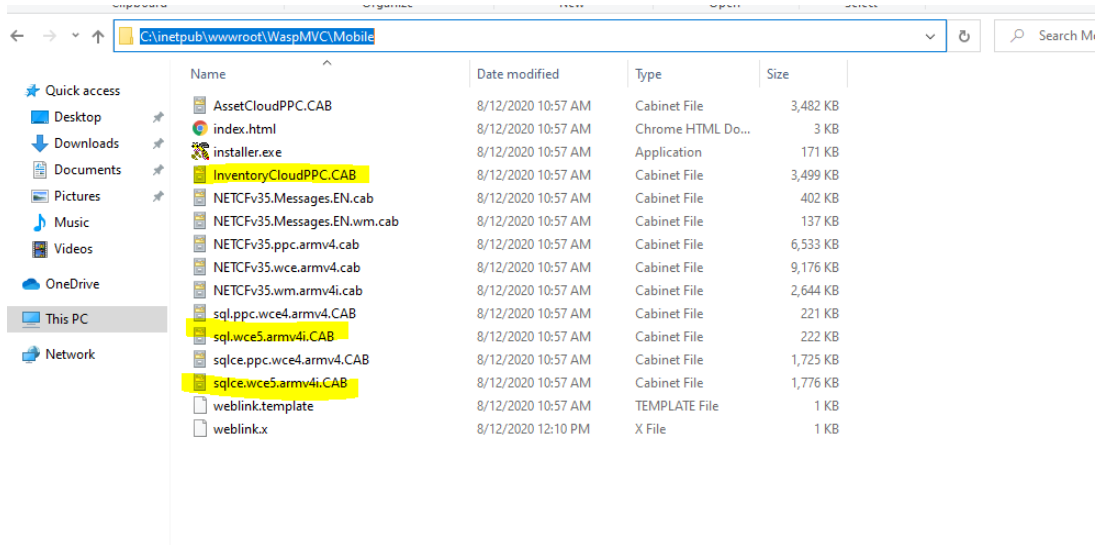 Clipboard Organize New Open Select
C:\inetpub\wwwroot\WaspMVC\Mobile
Search Mo
Name Date modified Type Size
Quick access
Desktop
Downloads
Documents
Pictures
Music
Videos
OneDrive
This PC
Network
AssetCloudPPC.CAB 8/12/2020 10:57 AM Cabinet File 3,482 KB
index.html 8/12/2020 10:57 AM Chrome HTML Do... 3 KB
installer.exe 8/12/2020 10:57 AM Application 171 KB
InventoryCloudPPC.CAB 8/12/2020 10:57 AM Cabinet File 3,499 KB
NETCFv35.Messages.EN.cab 8/12/2020 10:57 AM Cabinet File 402 KB
NETCFv35.Messages.EN.wm.cab 8/12/2020 10:57 AM Cabinet File 137 KB
NETCFv35.ppc.armv4.cab 8/12/2020 10:57 AM Cabinet File 6,533 KB
NETCFv35.wce.armv4.cab 8/12/2020 10:57 AM Cabinet File 9,176 KB
NETCFv35.wm.armv4i.cab 8/12/2020 10:57 AM Cabinet File 2,644 KB
sql.ppc.wce4.armv4.CAB 8/12/2020 10:57 AM Cabinet File 221 KB
sql.wce5.armv4i.CAB 8/12/2020 10:57 AM Cabinet File 222 KB
sqlce.ppc.wce4.armv4.CAB 8/12/2020 10:57 AM Cabinet File 1,725 KB
sqlce.wce5.armv4i.CAB 8/12/2020 10:57 AM Cabinet File 1,776 KB
weblink.template 8/12/2020 10:57 AM TEMPLATE File 1 KB
weblink.x 8/12/2020 12:10 PM X File 1 KB